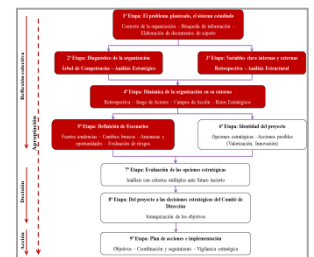 1ª Etapa: El problema planteado, el sistema estudiado
Contexto de la organización – Búsqueda de información –
Elaboración de documentos de soporte
2ª Etapa: Diagnóstico de la organización
Árbol de Competencias – Análisis Estratégico
3ª Etapa: Variables clave internas y externas
Retrospectiva – Análisis Estructural
4ª Etapa: Dinámica de la organización en su entorno
Retrospectiva – Juego de Actores – Campos de Acción – Retos Estratégicos
5ª Etapa: Definición de Escenarios
Fuertes tendencias – Cambios bruscos – Amenazas y
oportunidades – Evaluación de riesgos
6ª Etapa: Identidad del proyecto
Opciones estratégicas – Acciones posibles
(Valorización, Innovación)
7ª Etapa: Evaluación de las opciones estratégicas
Análisis con criterios múltiples ante futuro incierto
8ª Etapa: Del proyecto a las decisiones estratégicas del Comité de
Dirección
Jerarquización de los objetivos
9ª Etapa: Plan de acciones e implementación
Objetivos – Coordinación y seguimiento – Vigilancia estratégica
Reflexión colectiva
Apropiación
Decisión
Acción